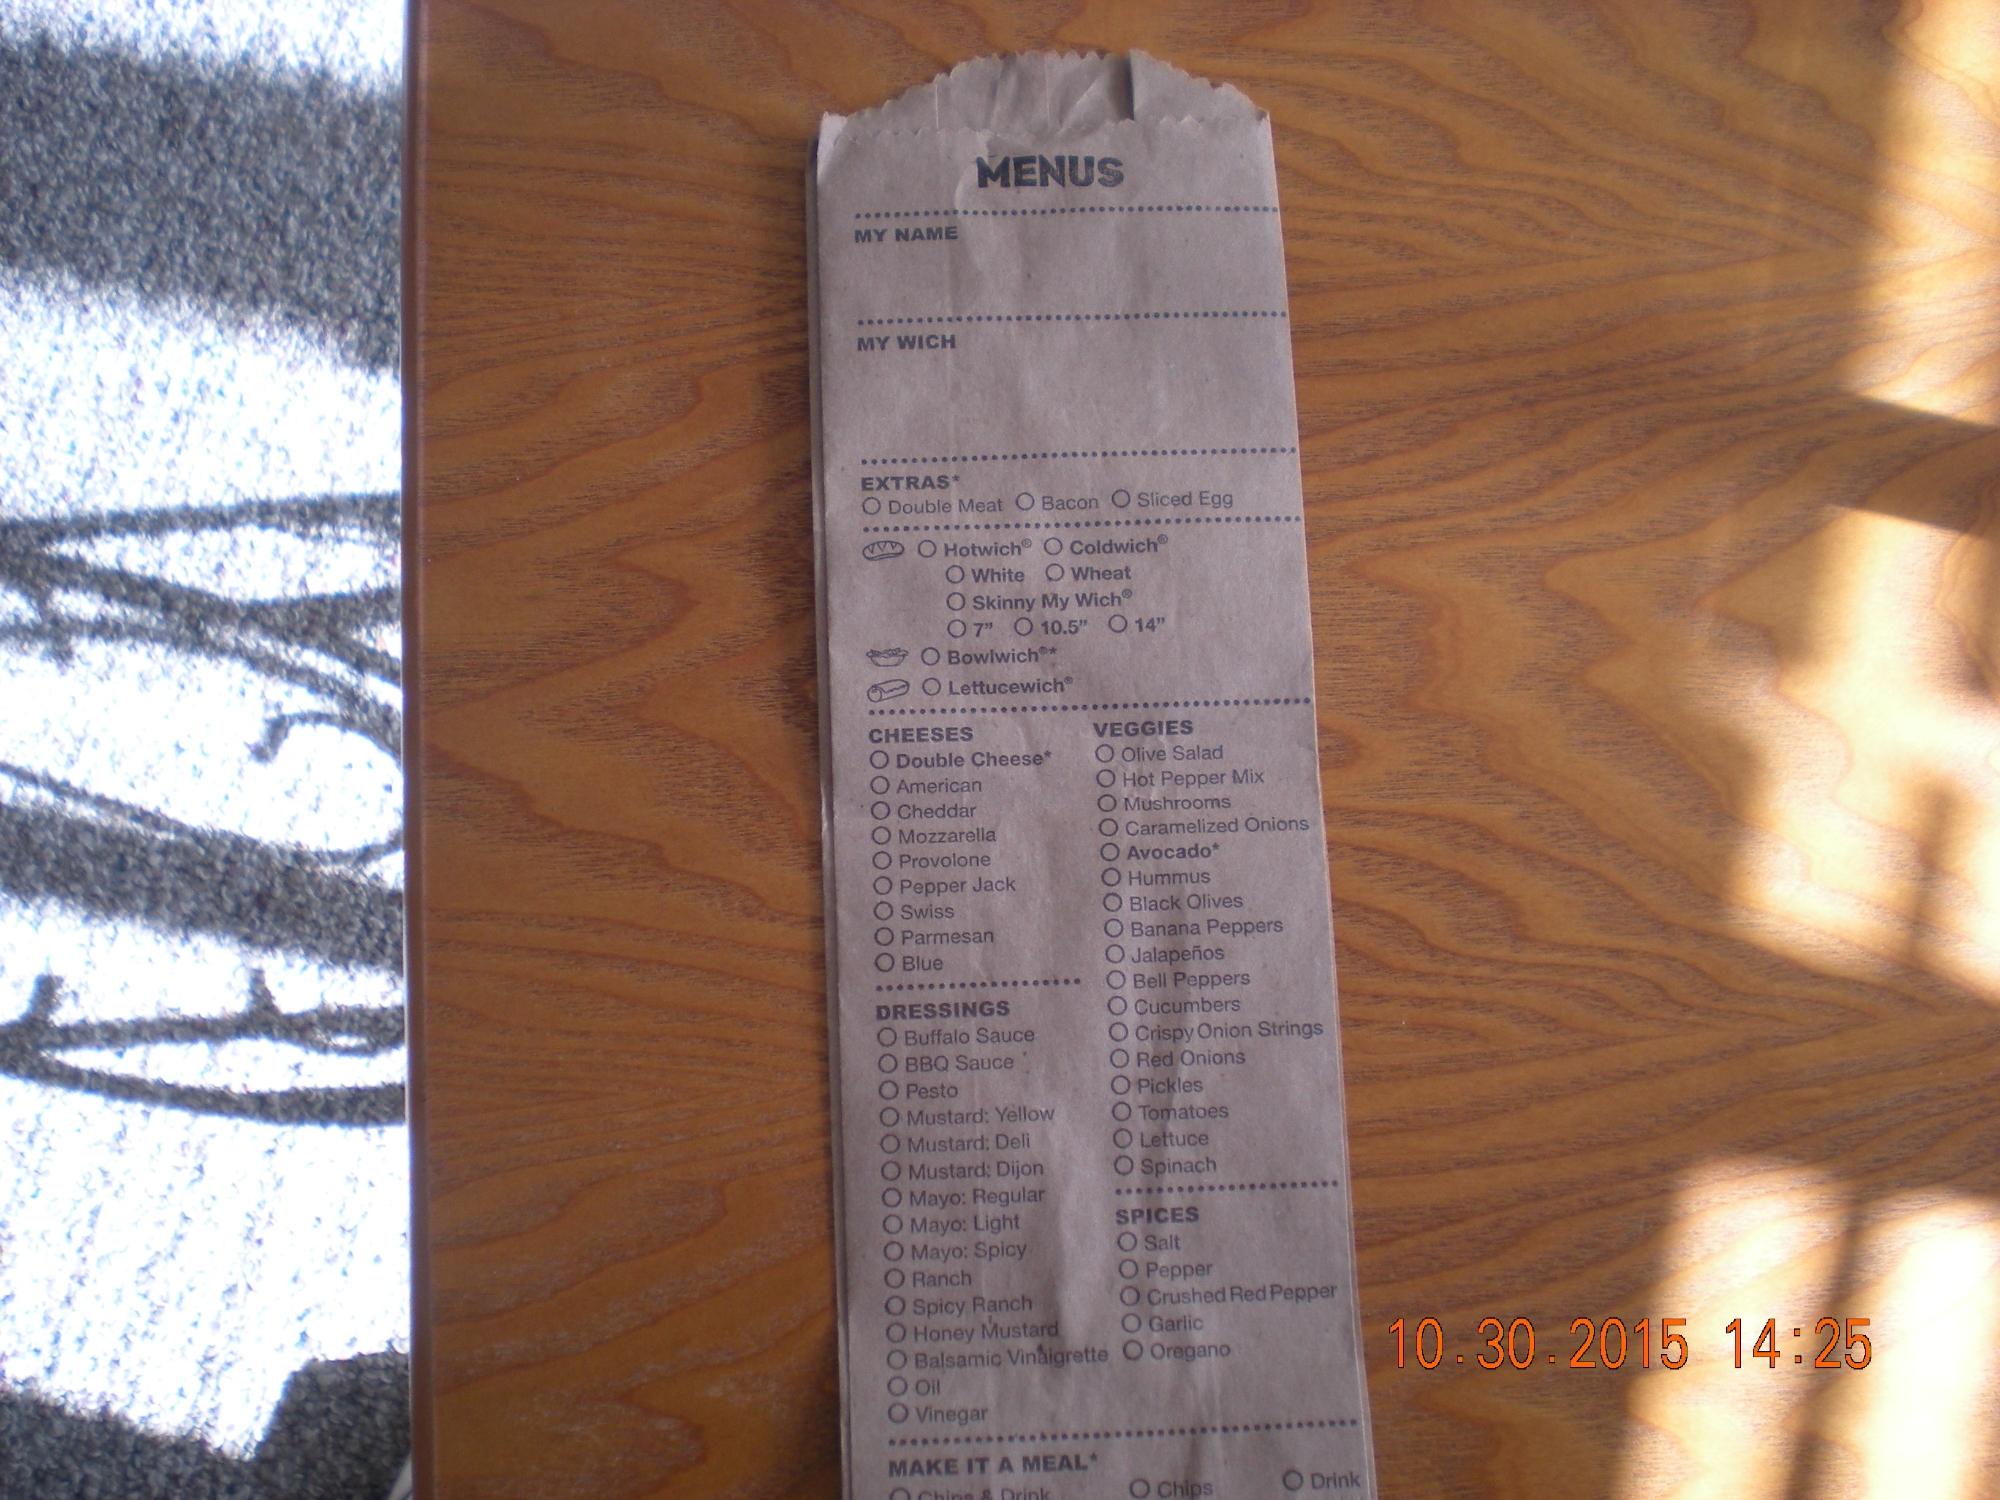 MENUS
MY NAME
MY WICH
EXTRAS*
Double Meat Bacon Sliced Egg
Hotwich® Coldwich®
White Wheat
Skinny My Wich®
7” 10.5” 14”
Bowlwich®*
Lettucewich®
CHEESES
Double Cheese*
American
Cheddar
Mozzarella
Provolone
Pepper Jack
Swiss
Parmesan
Blue
DRESSINGS
Buffalo Sauce
BBQ Sauce
Pesto
Mustard: Yellow
Mustard: Deli
Mustard: Dijon
Mayo: Regular
Mayo: Light
Mayo: Spicy
Ranch
Spicy Ranch
Honey Mustard
Balsamic Vinaigrette
Oil
Vinegar
VEGGIES
Olive Salad
Hot Pepper Mix
Mushrooms
Caramelized Onions
Avocado*
Hummus
Black Olives
Banana Peppers
Jalapeños
Bell Peppers
Cucumbers
Crispy Onion Strings
Red Onions
Pickles
Tomatoes
Lettuce
Spinach
SPICES
Salt
Pepper
Crushed Red Pepper
Garlic
Oregano
MAKE IT A MEAL*
Chips & Drink Chips Drink
10.30.2015 14:25